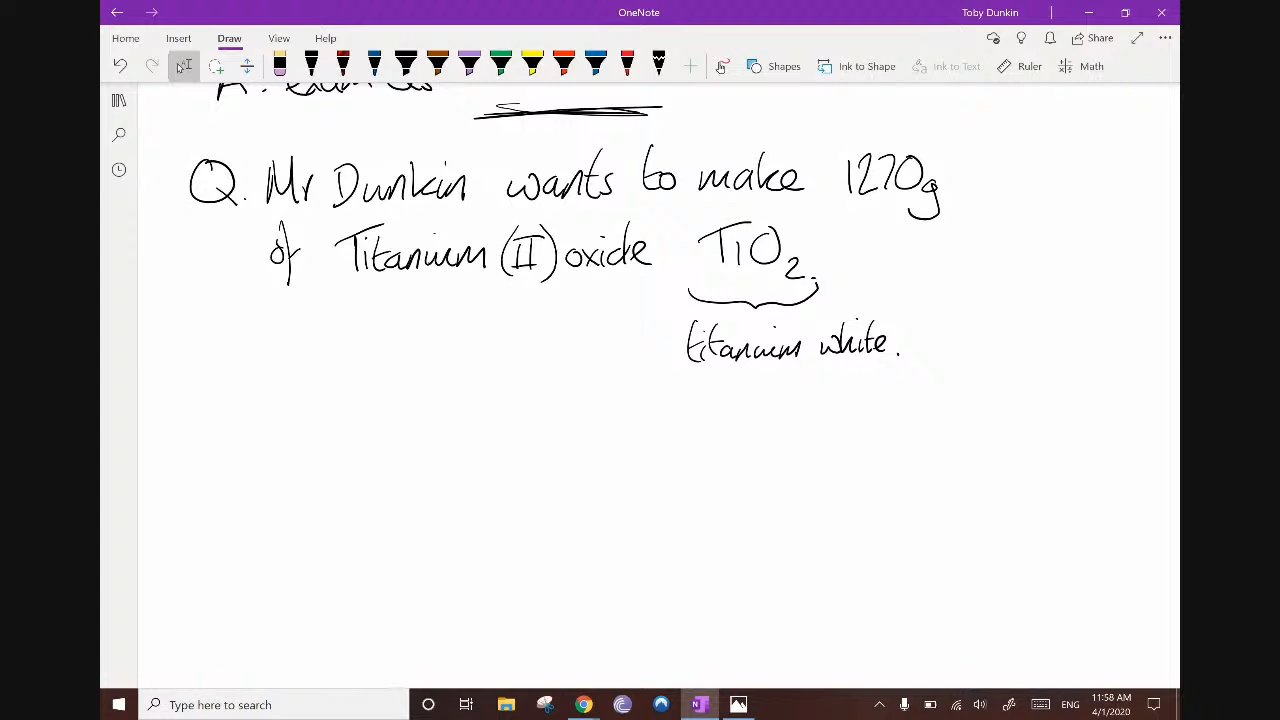 OneNote
Toby Dunkin
Home Insert Draw View Help
Share
Shapes Ink to Shape Ink to Text Ruler Math
Q. Mr Dunkin wants to make 1270g
of Titanium (II) oxide TiO2.
titanium white.
Type here to search
ENG
11:58 AM
4/1/2020